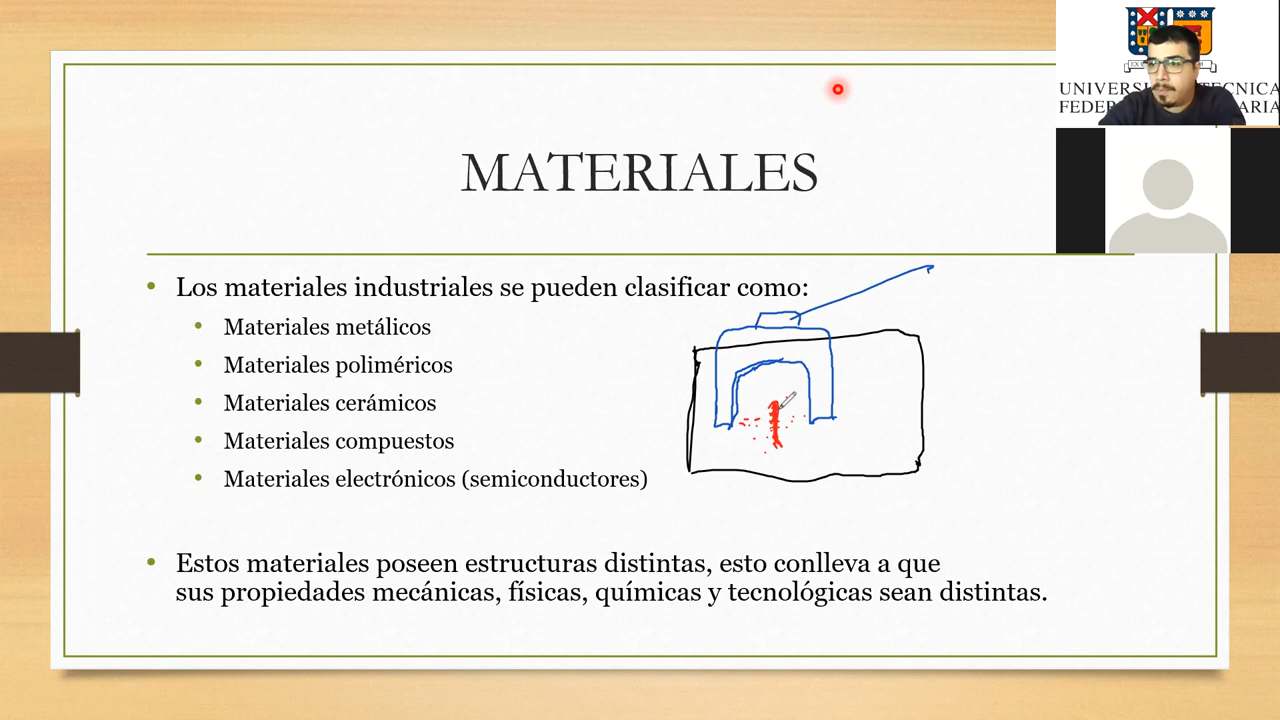 MATERIALES
Los materiales industriales se pueden clasificar como:
Materiales metálicos
Materiales poliméricos
Materiales cerámicos
Materiales compuestos
Materiales electrónicos (semiconductores)
Estos materiales poseen estructuras distintas, esto conlleva a que
sus propiedades mecánicas, físicas, químicas y tecnológicas sean distintas.